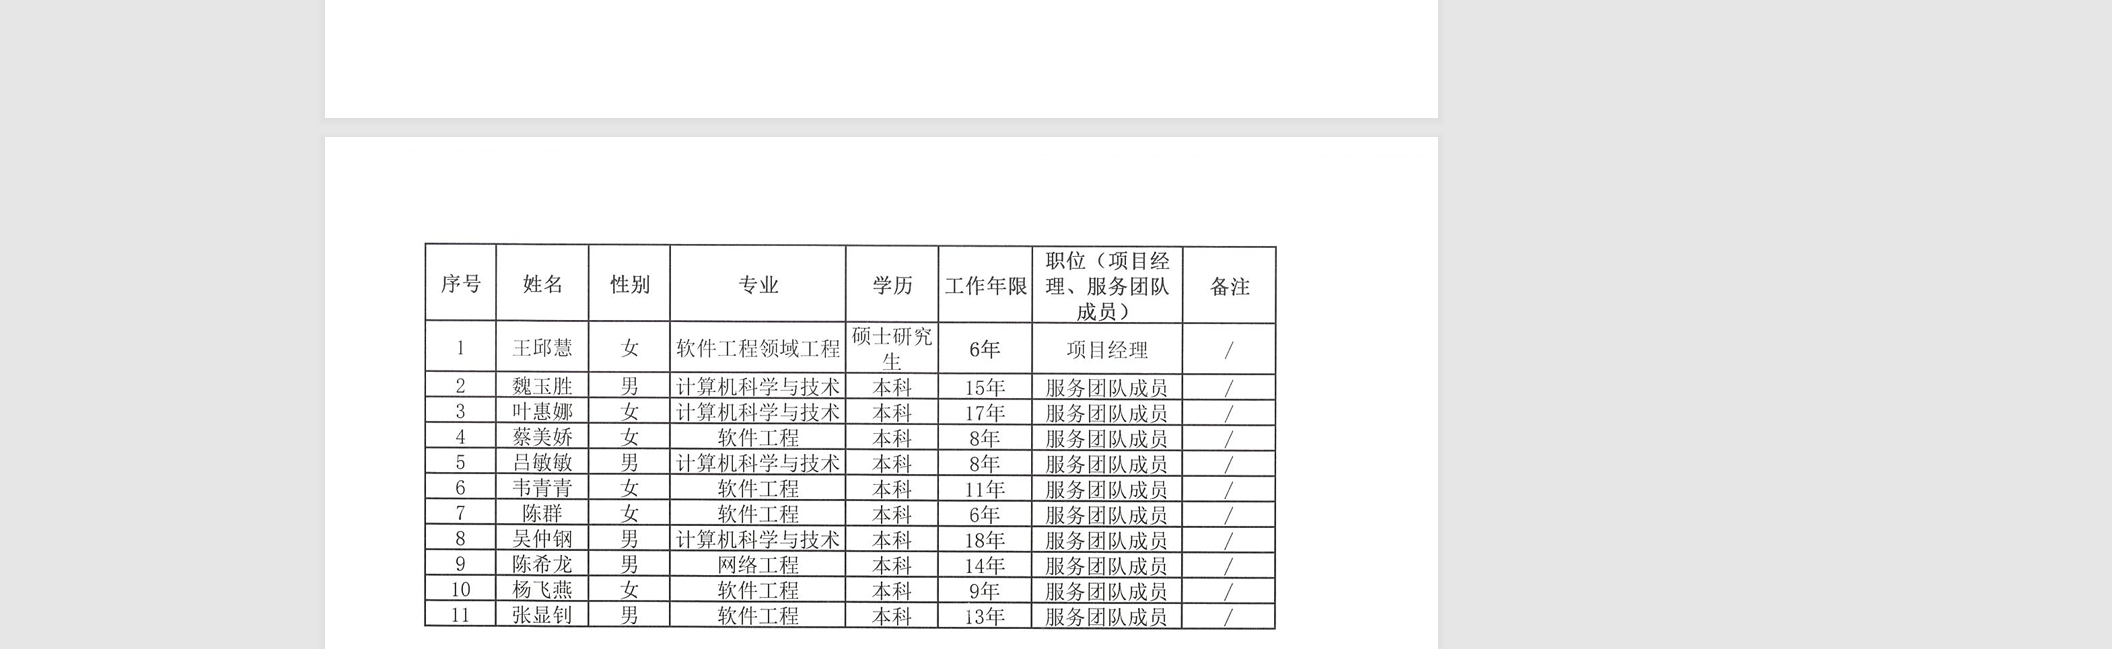 序号 姓名 性别 专业 学历 工作年限 职位（项目经理、服务团队成员） 备注
1 王邱慧 女 软件工程领域工程 硕士研究生 6年 项目经理 /
2 魏玉胜 男 计算机科学与技术 本科 15年 服务团队成员 /
3 叶惠娜 女 计算机科学与技术 本科 17年 服务团队成员 /
4 蔡美娇 女 软件工程 本科 8年 服务团队成员 /
5 吕敏敏 男 计算机科学与技术 本科 8年 服务团队成员 /
6 韦青青 女 软件工程 本科 11年 服务团队成员 /
7 陈群 女 软件工程 本科 6年 服务团队成员 /
8 吴仲钢 男 计算机科学与技术 本科 18年 服务团队成员 /
9 陈希龙 男 网络工程 本科 14年 服务团队成员 /
10 杨飞燕 女 软件工程 本科 9年 服务团队成员 /
11 张显钊 男 软件工程 本科 13年 服务团队成员 /